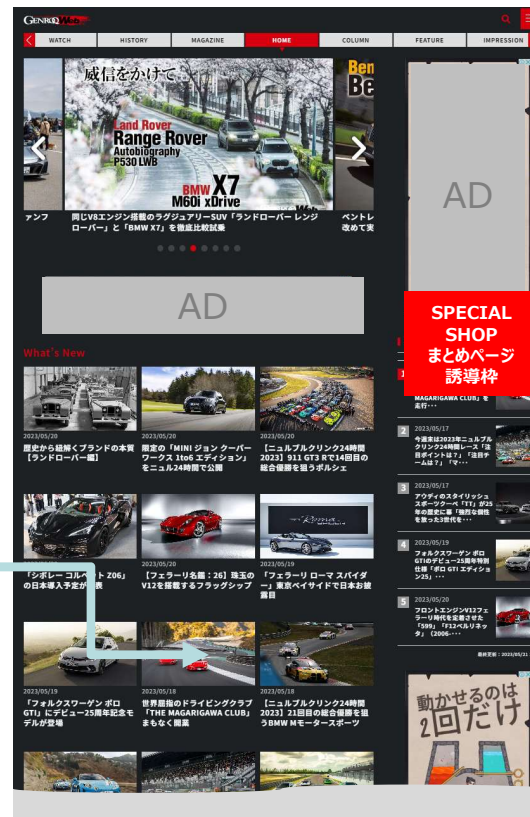 GENROQ Web
WATCH
HISTORY
MAGAZINE
HOME
COLUMN
FEATURE
IMPRESSION
威信をかけて…
Land Rover
Range Rover
Autobiography
P530 LWB
BMW X7
M60i xDrive
Ben
Be
ァンフ
同じV8エンジン搭載のラグジュアリーSUV「ランドローバー レンジ
ローバー」と「BMW X7」を徹底比較試乗
ベントレ
改めて実
AD
AD
SPECIAL
SHOP
まとめページ
誘導枠
What's New
2023/05/20
歴史から紐解くブランドの本質
【ランドローバー編】
2023/05/20
限定の「MINI ジョン クーパー
ワークス 1to6 エディション」
をニュル24時間で公開
2023/05/20
【ニュルブルクリンク24時間
2023】911 GT3 Rで14回目の
総合優勝を狙うポルシェ
「シボレー コルベット Z06」
の日本導入予定が
表
2023/05/20
【フェラーリ名鑑：26】珠玉の
V12を搭載するフラッグシップ
2023/05/19
「フェラーリ ローマ スパイダ
ー」東京ベイサイドで日本お披
露目
2023/05/19
「フォルクスワーゲン ポロ
GTI」にデビュー25周年記念モ
デルが登場
2023/05/18
世界屈指のドライビングクラブ
「THE MAGARIGAWA CLUB」
まもなく開業
2023/05/18
【ニュルブルクリンク24時間
2023】21回目の総合優勝を狙
うBMW Mモータースポーツ
1
MAGARIGAWA CLUB」を
走行・・・
2
2023/05/17
今週末は2023年ニュルブル
クリンク24時間レース「注
目ポイントは？」「注目チ
ームは？」「マ・・・
3
2023/05/17
アウディのスタイリッシュ
スポーツクーペ「TT」が25
年の歴史に幕「強烈な個性
を放った3世代を・・・
4
2023/05/19
フォルクスワーゲン ポロ
GTIのデビュー25周年特別
仕様「ポロ GTI エディショ
ン25」・・・
5
2023/05/20
フロントエンジンV12フェ
ラーリ時代を定着させた
「599」「F12ベルリネッ
タ」（2006-・・・
最終更新：2023/05/21
動かせるのは
2回だけ